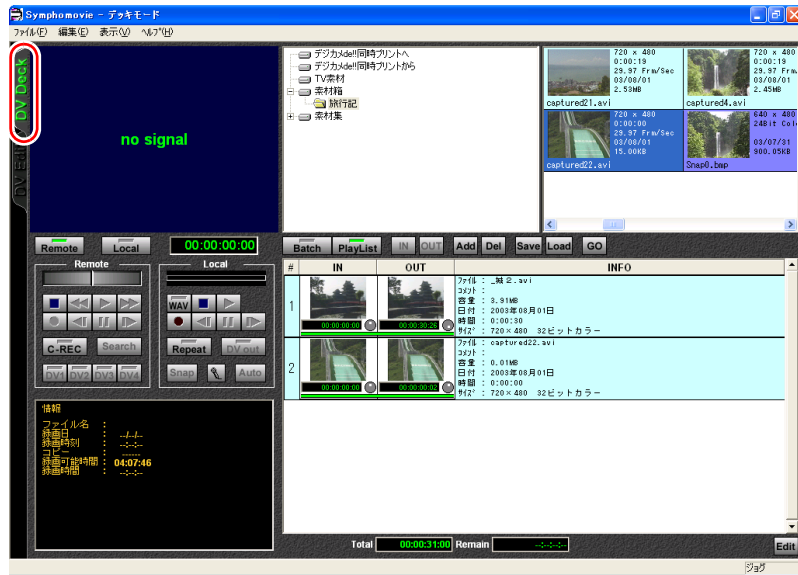 Symphomovie - デッキモード
ファイル(F) 編集(E) 表示(V) ヘルプ(H)
DV Deck
DV Edit
no signal
デジカメde!!同時プリントへ
デジカメde!!同時プリントから
TV素材
素材箱
旅行記
素材集
720 x 480
0:00:19
29.97 Frm/Sec
03/08/01
2.53MB
captured21.avi
720 x 480
0:00:19
29.97 Frm
03/08/01
2.45MB
captured4.avi
720 x 480
0:00:00
29.97 Frm/Sec
03/08/01
15.00KB
captured22.avi
640 x 480
24Bit Col
03/07/31
900.05KB
Snap0.bmp
Remote Local 00:00:00:00 Batch PlayList IN OUT Add Del Save Load GO
Remote Local
WAV
C-REC Search Repeat DV out
DV1 DV2 DV3 DV4 Snap Auto
# IN OUT INFO
1
00:00:00:00 00:00:30:26
ファイル : _城2.avi
コメント :
容量 : 3.91MB
日付 : 2003年08月01日
時間 : 0:00:30
サイズ : 720×480 32ビットカラー
2
00:00:00:00 00:00:00:02
ファイル : captured22.avi
コメント :
容量 : 0.01MB
日付 : 2003年08月01日
時間 : 0:00:00
サイズ : 720×480 32ビットカラー
情報
ファイル名 :
録画日 : --/--/--
録画時刻 : --:--:--
コピー : ------
録画可能時間 : 04:07:46
録画時間 : --:--:--
Total 00:00:31:00 Remain --:--:--:--
Edit
ジョグ